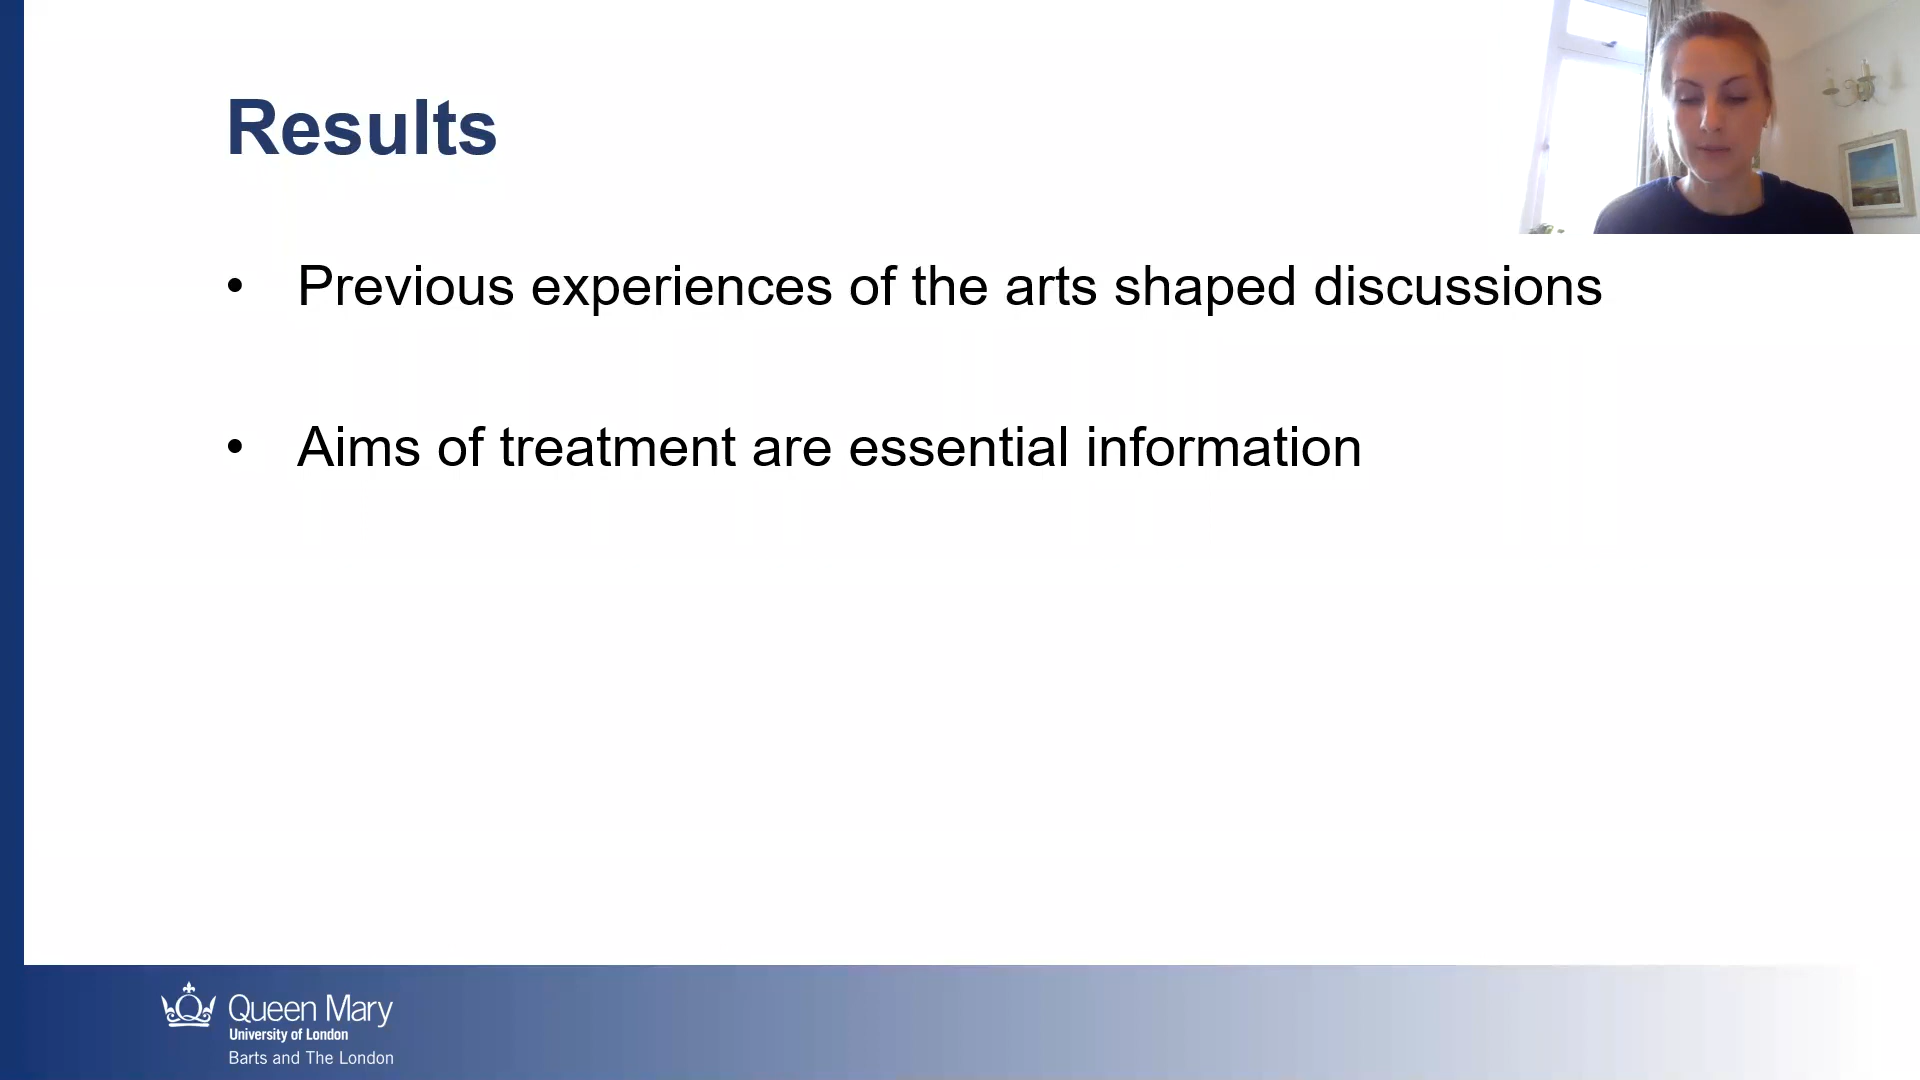 Results
• Previous experiences of the arts shaped discussions
• Aims of treatment are essential information
Queen Mary
University of London
Barts and The London